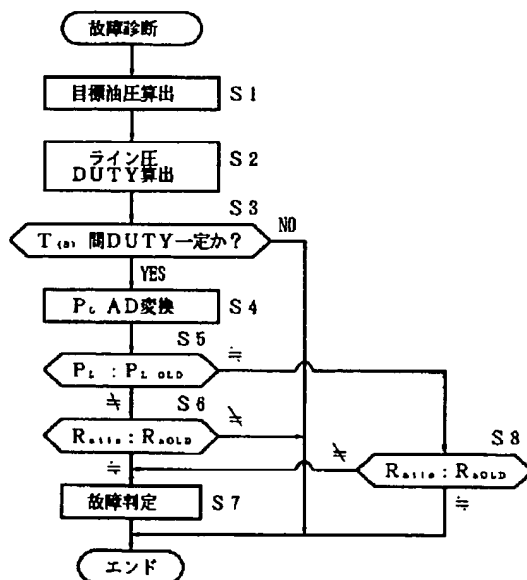 故障診断
目標油圧算出 S1
ライン圧
DUTY算出 S2
S3
T(s) 間DUTY一定か? NO
YES
PL AD変換 S4
S5
PL : PL OLD ≒
≒̸ S6
: RaOLD ≒̸
≒
S8
≒̸ : RaOLD
≒
故障判定 S7
エンド